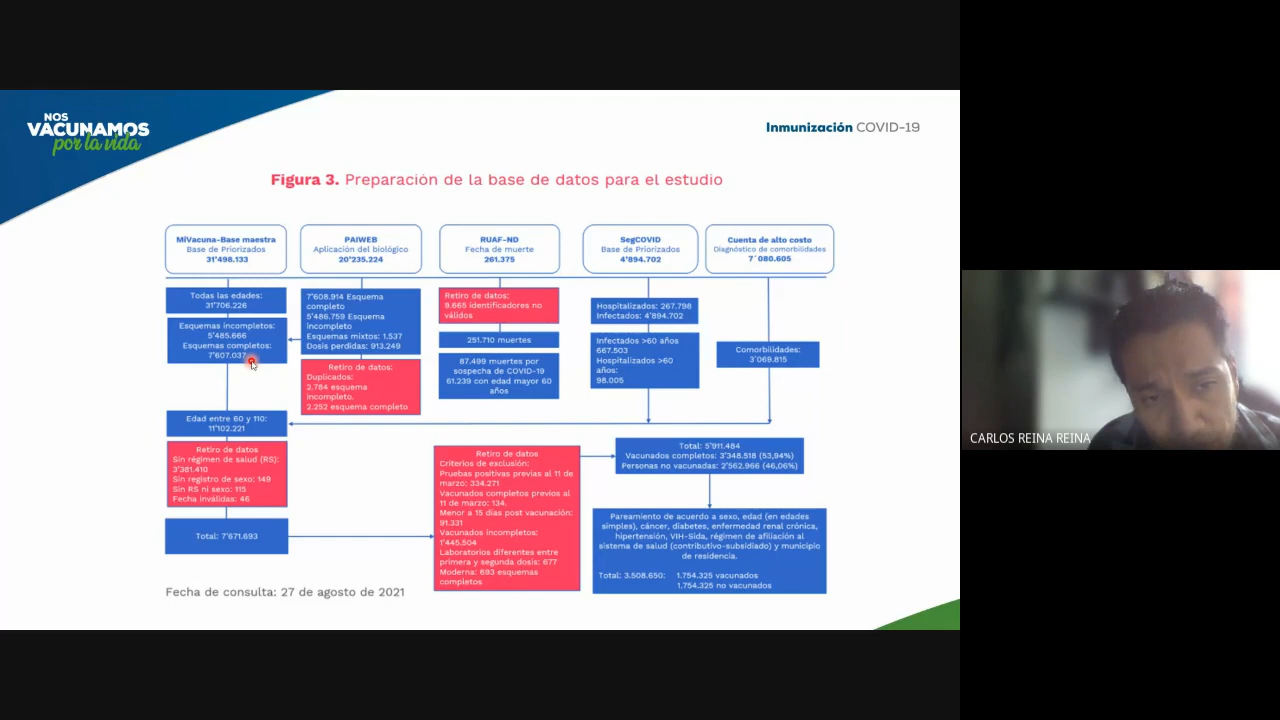 NOS
VACUNAMOS
por la vida
Inmunización COVID-19
Figura 3. Preparación de la base de datos para el estudio
MiVacuna-Base maestra
Base de Priorizados
31'498.133
PAIWEB
Aplicación del biológico
20'235.224
RUAF-ND
Fecha de muerte
261.375
SegCOVID
Base de Priorizados
4'894.702
Cuenta de alto costo
Diagnóstico de comorbilidades
7´080.605
Todas las edades:
31'706.226
Esquemas incompletos:
5'485.666
Esquemas completos:
7'607.037
7'608.914 Esquema
completo
5'486.759 Esquema
incompleto
Esquemas mixtos: 1.537
Dosis perdidas: 913.249
Retiro de datos:
Duplicados:
2.784 esquema
incompleto.
2.252 esquema completo
Retiro de datos:
9.665 identificadores no
válidos
251.710 muertes
87.499 muertes por
sospecha de COVID-19
61.239 con edad mayor 60
años
Hospitalizados: 267.798
Infectados: 4'894.702
Infectados >60 años
667.503
Hospitalizados >60
años:
98.005
Comorbilidades:
3´069.815
Edad entre 60 y 110:
11'102.221
Retiro de datos
Sin régimen de salud (RS):
3'381.410
Sin registro de sexo: 149
Sin RS ni sexo: 115
Fecha inválidas: 46
Total: 7'671.693
Retiro de datos
Criterios de exclusión:
Pruebas positivas previas al 11 de
marzo: 334.271
Vacunados completos previos al
11 de marzo: 134.
Menor a 15 días post vacunación:
91.331
Vacunados incompletos:
1'445.504
Laboratorios diferentes entre
primera y segunda dosis: 677
Moderna: 693 esquemas
completos
Total: 5'911.484
Vacunados completos: 3'348.518 (53,94%)
Personas no vacunadas: 2'562.966 (46,06%)
Pareamiento de acuerdo a sexo, edad (en edades
simples), cáncer, diabetes, enfermedad renal crónica,
hipertensión, VIH-Sida, régimen de afiliación al
sistema de salud (contributivo-subsidiado) y municipio
de residencia.
Total: 3.508.650: 1.754.325 vacunados
1.754.325 no vacunados
Fecha de consulta: 27 de agosto de 2021
CARLOS REINA REINA